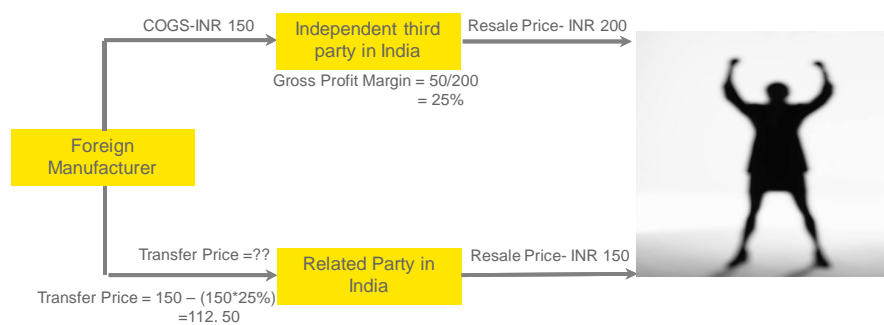 COGS-INR 150
Independent third
party in India
Resale Price- INR 200
Gross Profit Margin = 50/200
= 25%
Foreign
Manufacturer
Transfer Price =??
Related Party in
India
Resale Price- INR 150
Transfer Price = 150 – (150*25%)
=112. 50